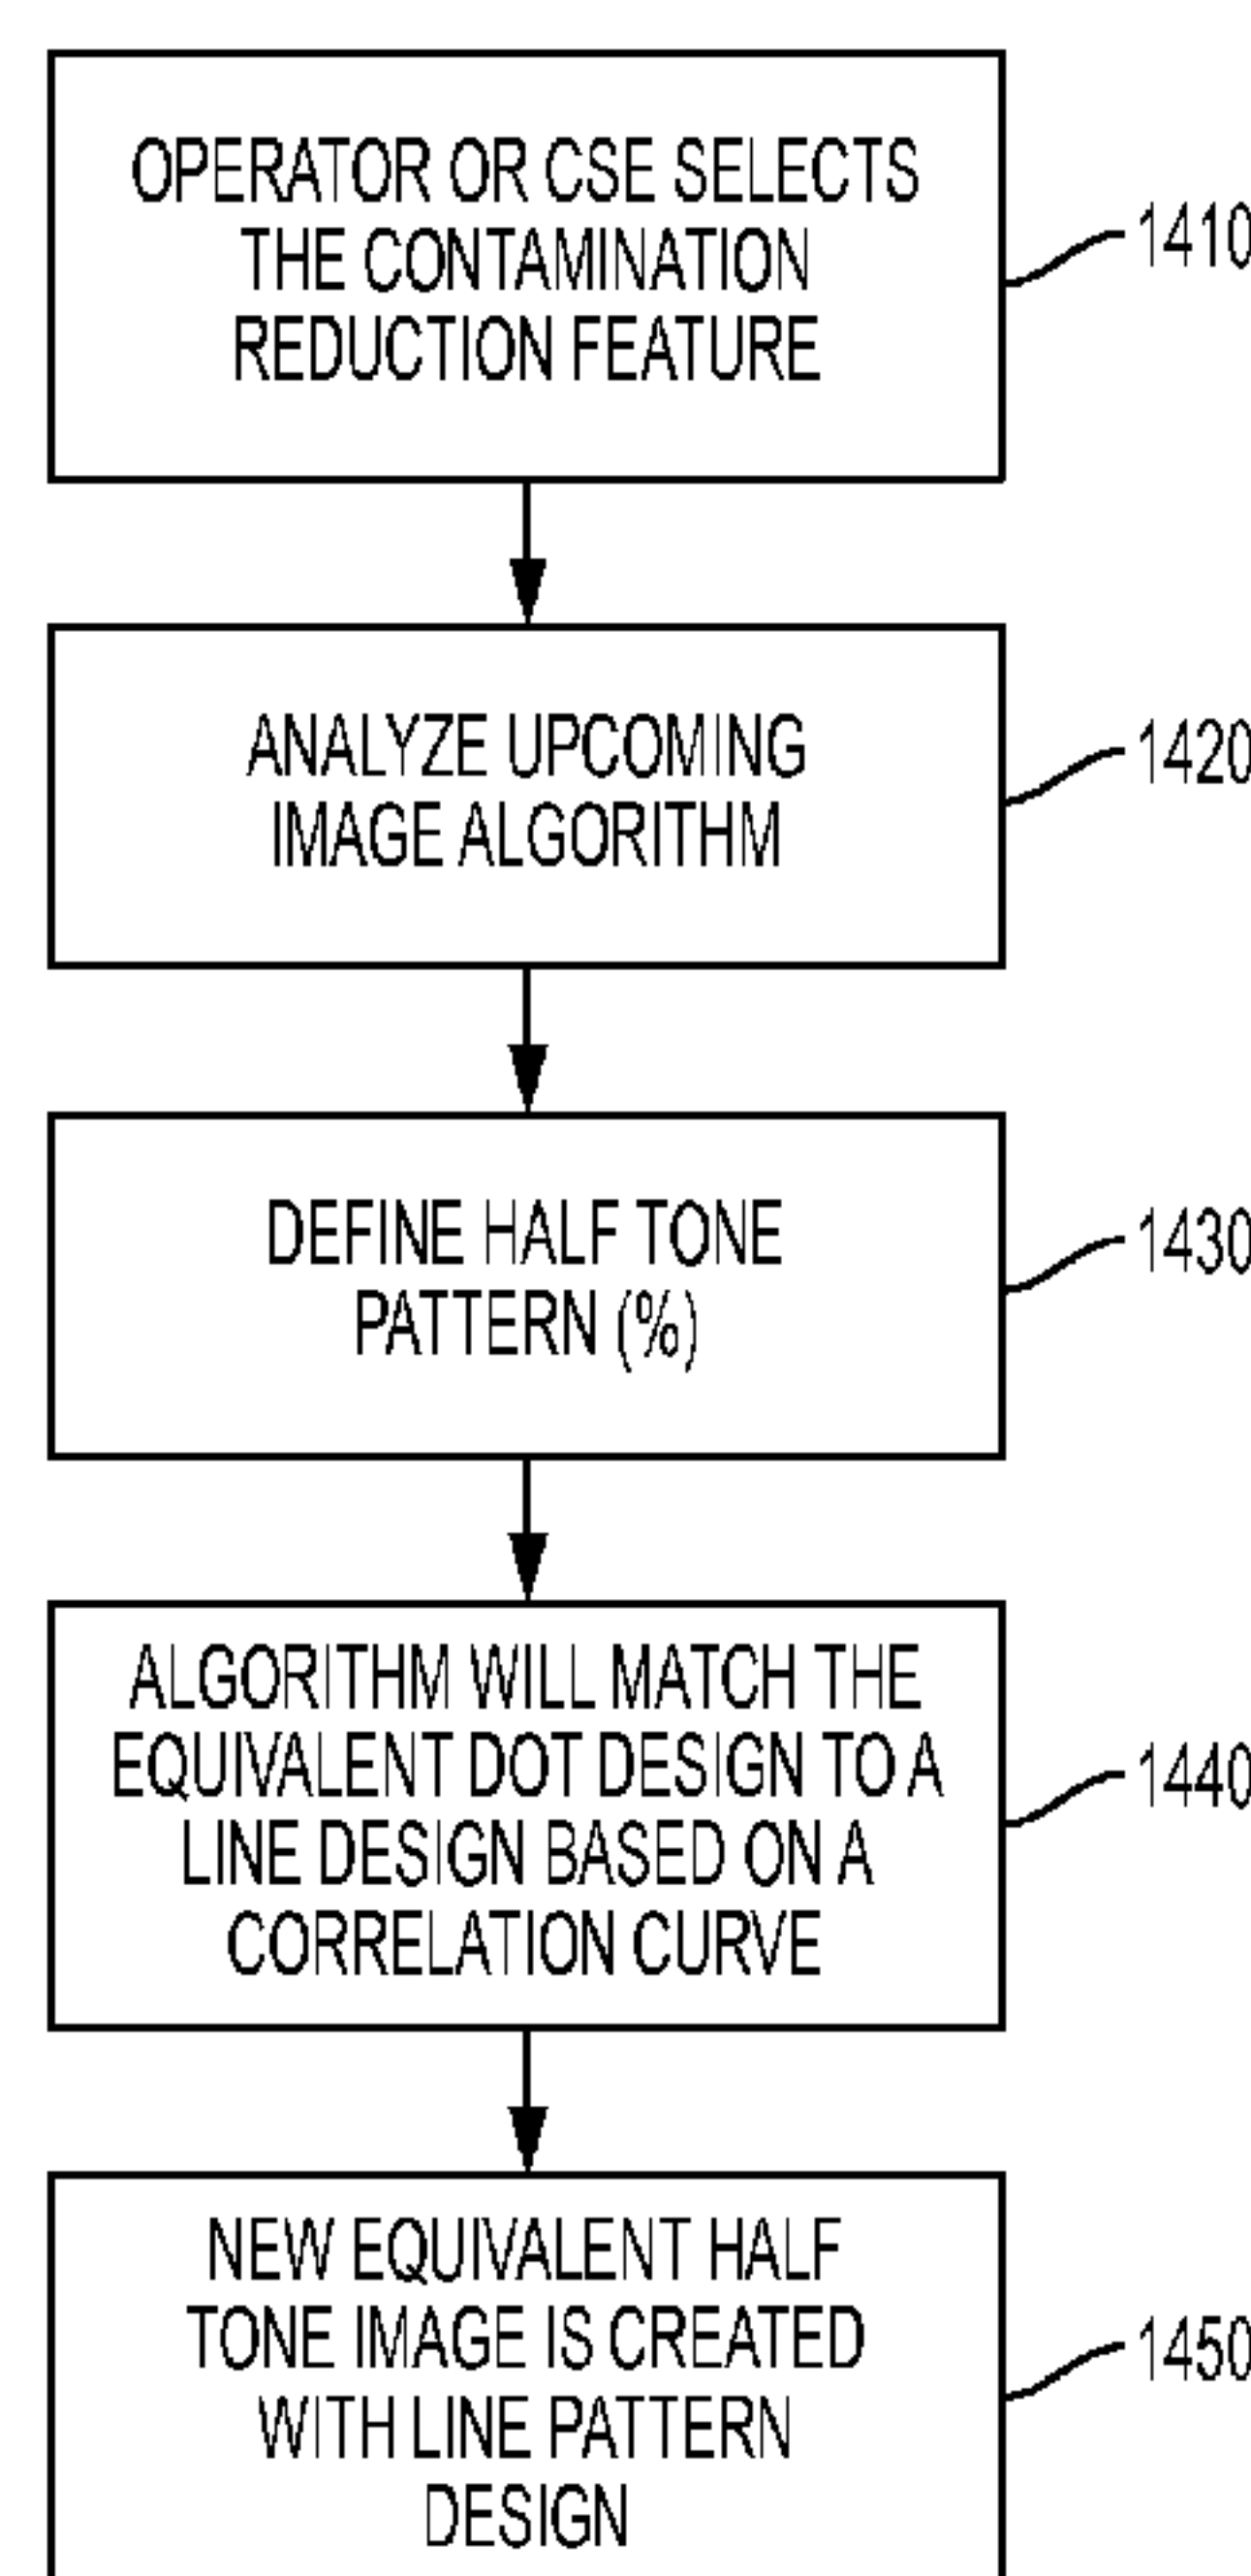 OPERATOR OR CSE SELECTS
THE CONTAMINATION
REDUCTION FEATURE
1410
ANALYZE UPCOMING
IMAGE ALGORITHM
1420
DEFINE HALF TONE
PATTERN (%)
1430
ALGORITHM WILL MATCH THE
EQUIVALENT DOT DESIGN TO A
LINE DESIGN BASED ON A
CORRELATION CURVE
1440
NEW EQUIVALENT HALF
TONE IMAGE IS CREATED
WITH LINE PATTERN
DESIGN
1450